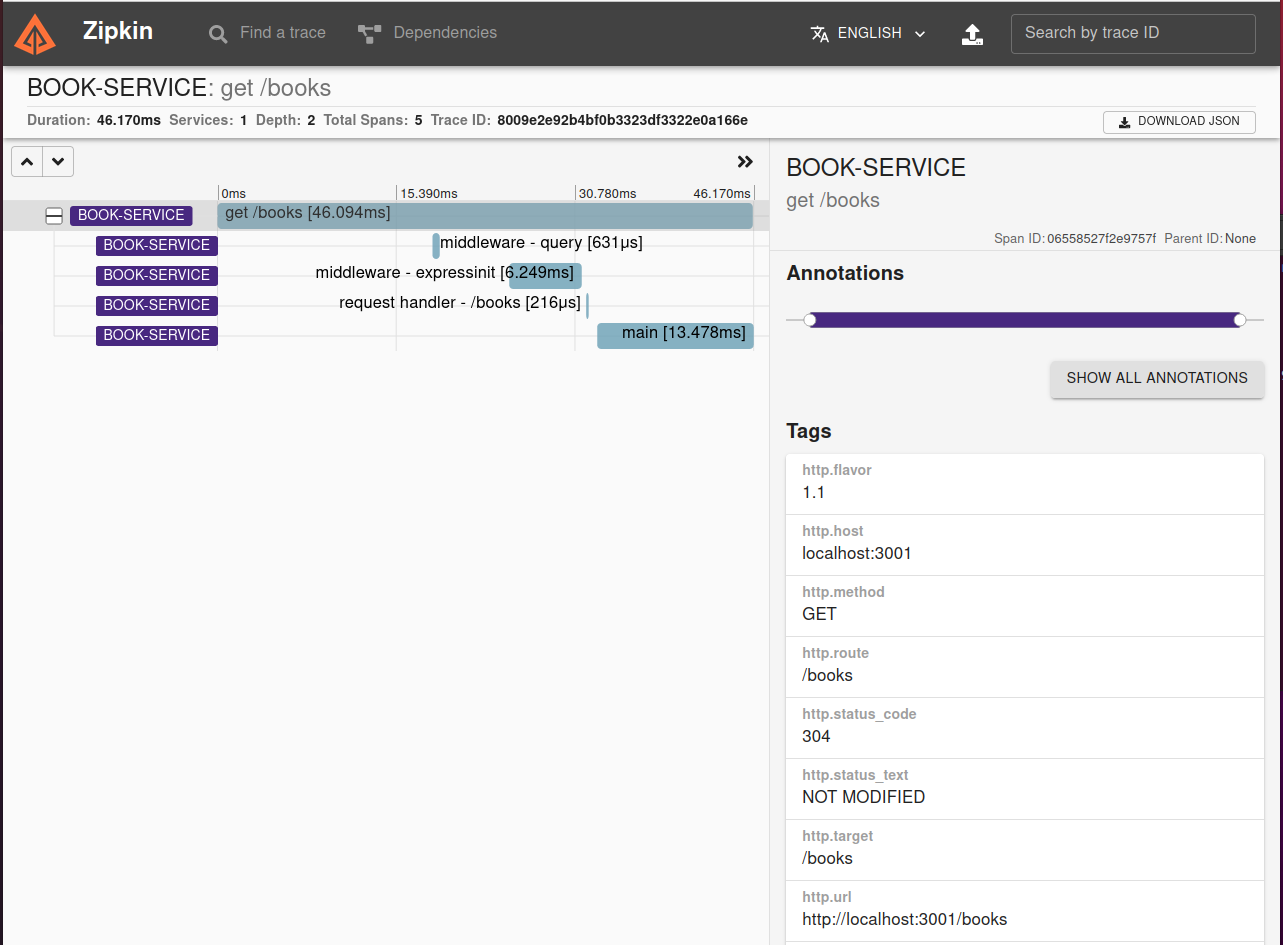 Zipkin
Find a trace
Dependencies
ENGLISH
Search by trace ID
BOOK-SERVICE: get /books
Duration: 46.170ms Services: 1 Depth: 2 Total Spans: 5 Trace ID: 8009e2e92b4bf0b3323df3322e0a166e
DOWNLOAD JSON
0ms 15.390ms 30.780ms 46.170ms
BOOK-SERVICE get /books [46.094ms]
BOOK-SERVICE middleware - query [631µs]
BOOK-SERVICE middleware - expressinit [6.249ms]
BOOK-SERVICE request handler - /books [216µs]
BOOK-SERVICE main [13.478ms]
BOOK-SERVICE
get /books
Span ID: 06558527f2e9757f Parent ID: None
Annotations
SHOW ALL ANNOTATIONS
Tags
http.flavor
1.1
http.host
localhost:3001
http.method
GET
http.route
/books
http.status_code
304
http.status_text
NOT MODIFIED
http.target
/books
http.url
http://localhost:3001/books